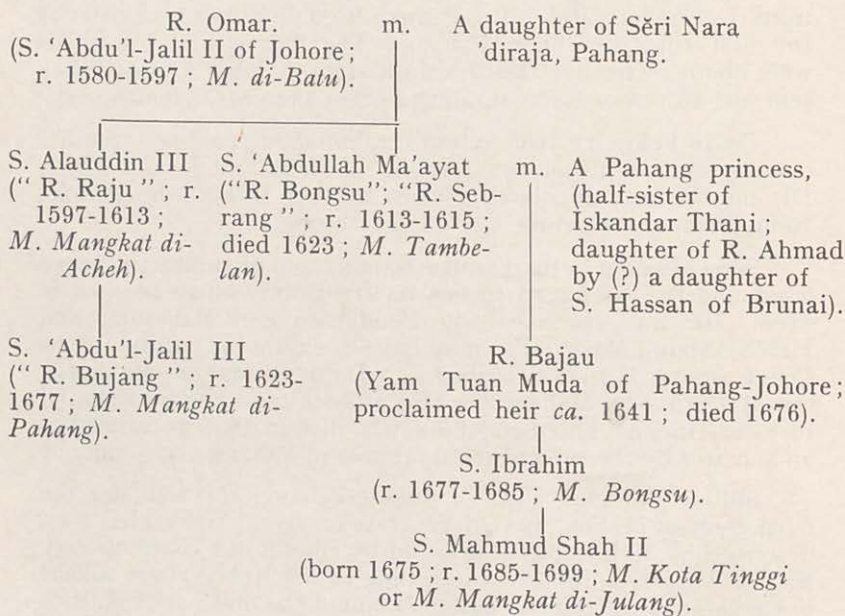 R. Omar. m. A daughter of Sĕri Nara
(S. 'Abdu'l-Jalil II of Johore; 'diraja, Pahang.
r. 1580-1597; M. di-Batu).
S. Alauddin III
("R. Raju"; r.
1597-1613;
M. Mangkat di-
Acheh).
S. 'Abdullah Ma'ayat
("R. Bongsu"; "R. Seb-
rang"; r. 1613-1615;
died 1623; M. Tambe-
lan).
m.
A Pahang princess,
(half-sister of
Iskandar Thani;
daughter of R. Ahmad
by (?) a daughter of
S. Hassan of Brunai).
S. 'Abdu'l-Jalil III
("R. Bujang"; r. 1623-
1677; M. Mangkat di-
Pahang).
R. Bajau
(Yam Tuan Muda of Pahang-Johore;
proclaimed heir ca. 1641; died 1676).
S. Ibrahim
(r. 1677-1685; M. Bongsu).
S. Mahmud Shah II
(born 1675; r. 1685-1699; M. Kota Tinggi
or M. Mangkat di-Julang).